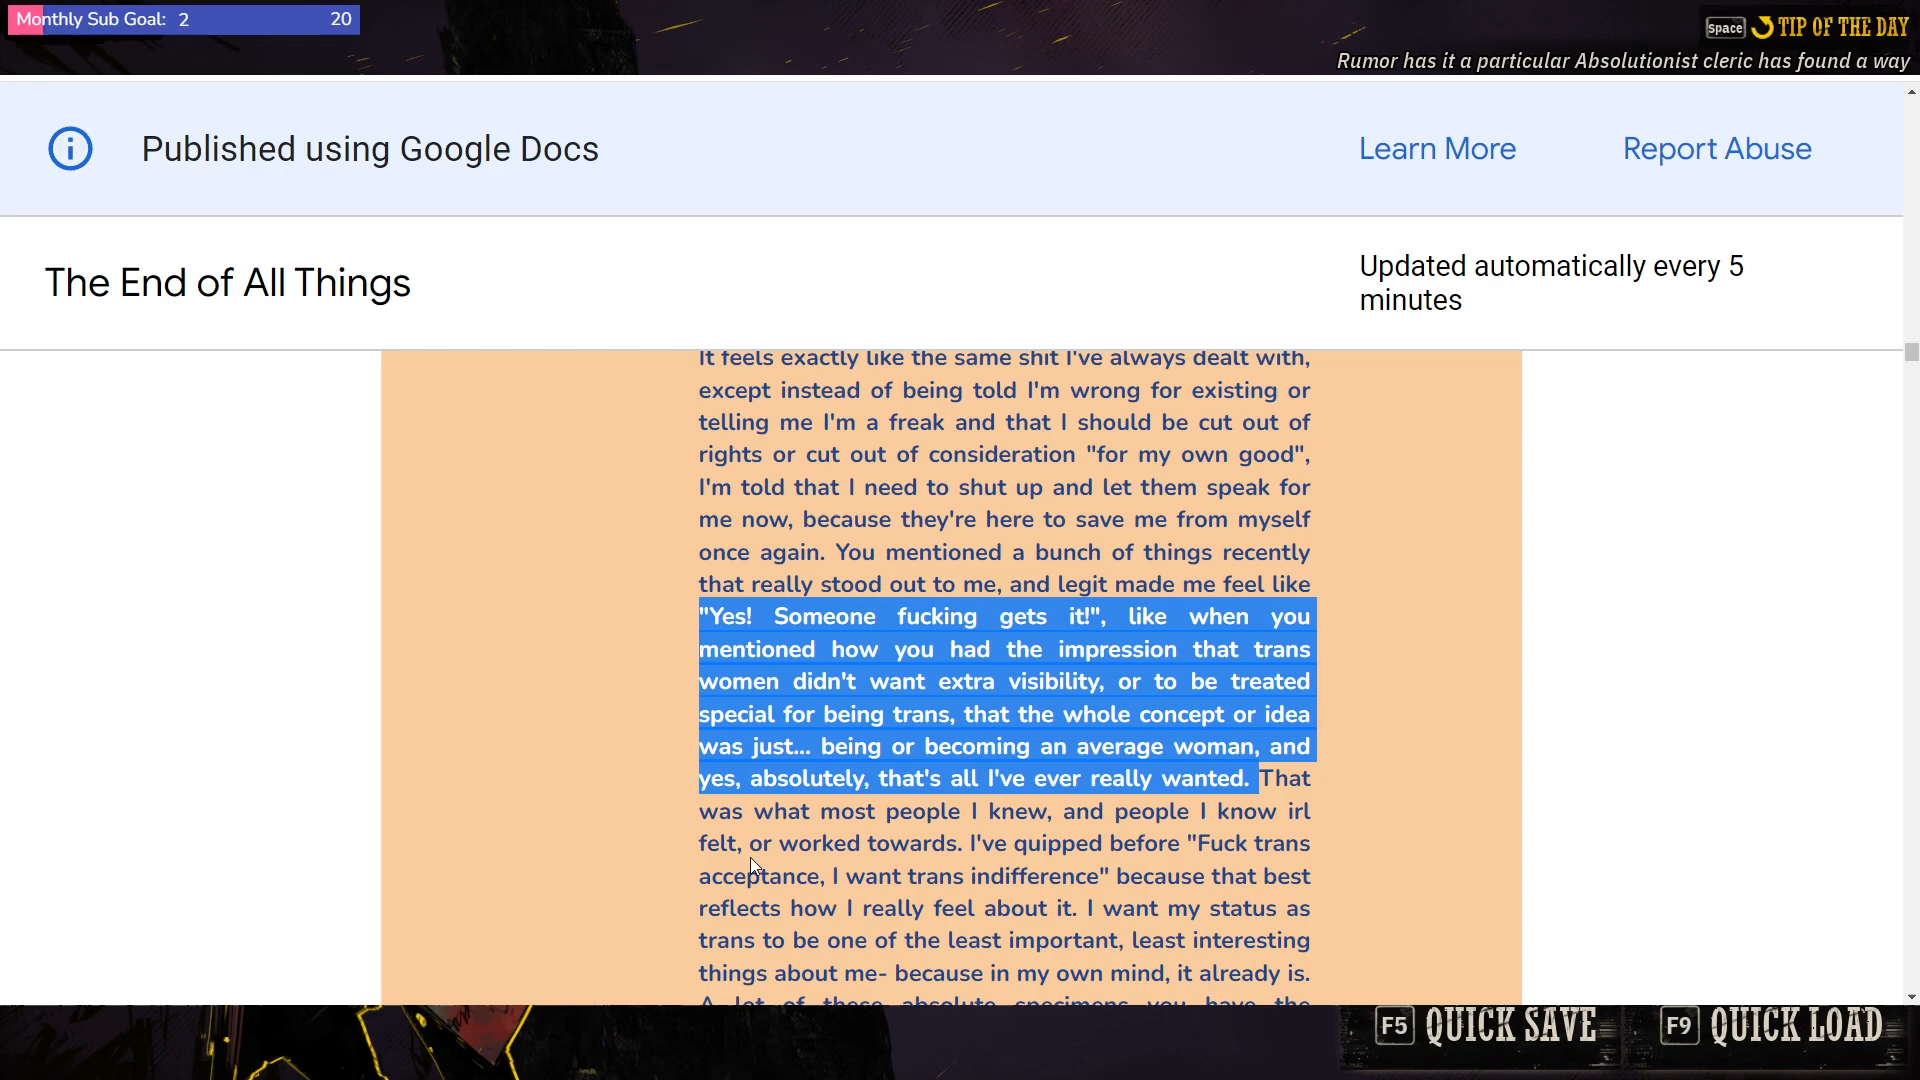 Monthly Sub Goal: 2 20
Space TIP OF THE DAY
Rumor has it a particular Absolutionist cleric has found a way
Published using Google Docs
Learn More Report Abuse
The End of All Things
Updated automatically every 5
minutes
It feels exactly like the same shit I've always dealt with,
except instead of being told I'm wrong for existing or
telling me I'm a freak and that I should be cut out of
rights or cut out of consideration "for my own good",
I'm told that I need to shut up and let them speak for
me now, because they're here to save me from myself
once again. You mentioned a bunch of things recently
that really stood out to me, and legit made me feel like
"Yes! Someone fucking gets it!", like when you
mentioned how you had the impression that trans
women didn't want extra visibility, or to be treated
special for being trans, that the whole concept or idea
was just... being or becoming an average woman, and
yes, absolutely, that's all I've ever really wanted. That
was what most people I knew, and people I know irl
felt, or worked towards. I've quipped before "Fuck trans
acceptance, I want trans indifference" because that best
reflects how I really feel about it. I want my status as
trans to be one of the least important, least interesting
things about me- because in my own mind, it already is.
A lot of these absolute specimens you have the
F5 QUICK SAVE F9 QUICK LOAD